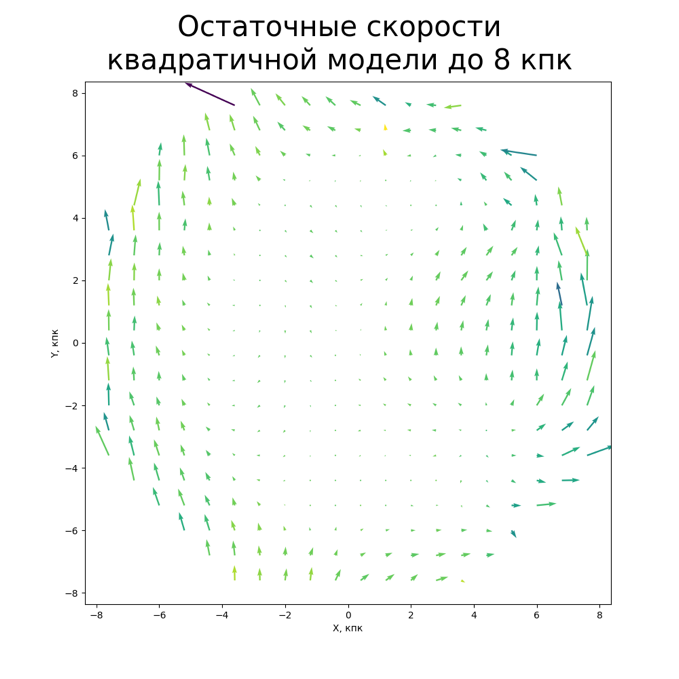 Остаточные скорости
квадратичной модели до 8 кпк
8
6
4
2
0
−2
−4
−6
−8
Y, кпк
−8 −6 −4 −2 0 2 4 6 8
X, кпк